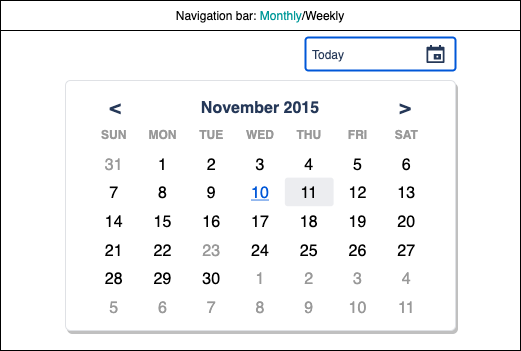 Navigation bar: Monthly/Weekly
Today
< November 2015 >
SUN MON TUE WED THU FRI SAT
31 1 2 3 4 5 6
7 8 9 10 11 12 13
14 15 16 17 18 19 20
21 22 23 24 25 26 27
28 29 30 1 2 3 4
5 6 7 8 9 10 11